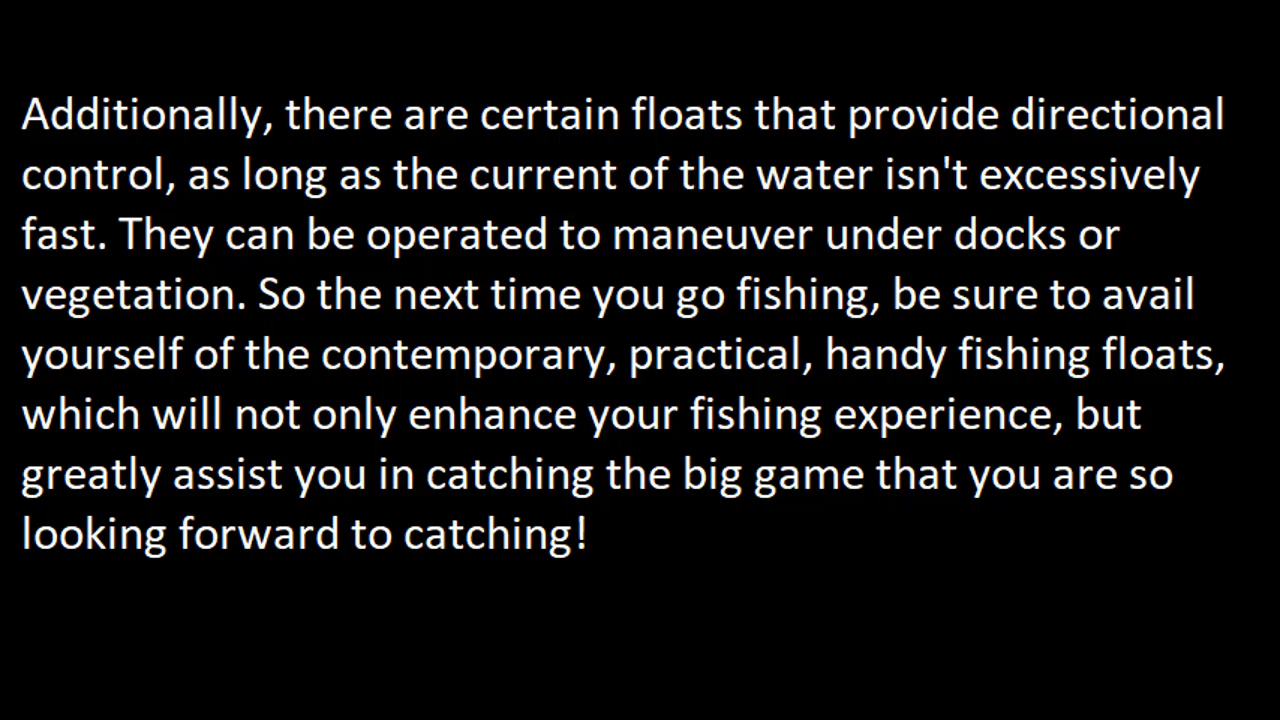 Additionally, there are certain floats that provide directional
control, as long as the current of the water isn't excessively
fast. They can be operated to maneuver under docks or
vegetation. So the next time you go fishing, be sure to avail
yourself of the contemporary, practical, handy fishing floats,
which will not only enhance your fishing experience, but
greatly assist you in catching the big game that you are so
looking forward to catching!